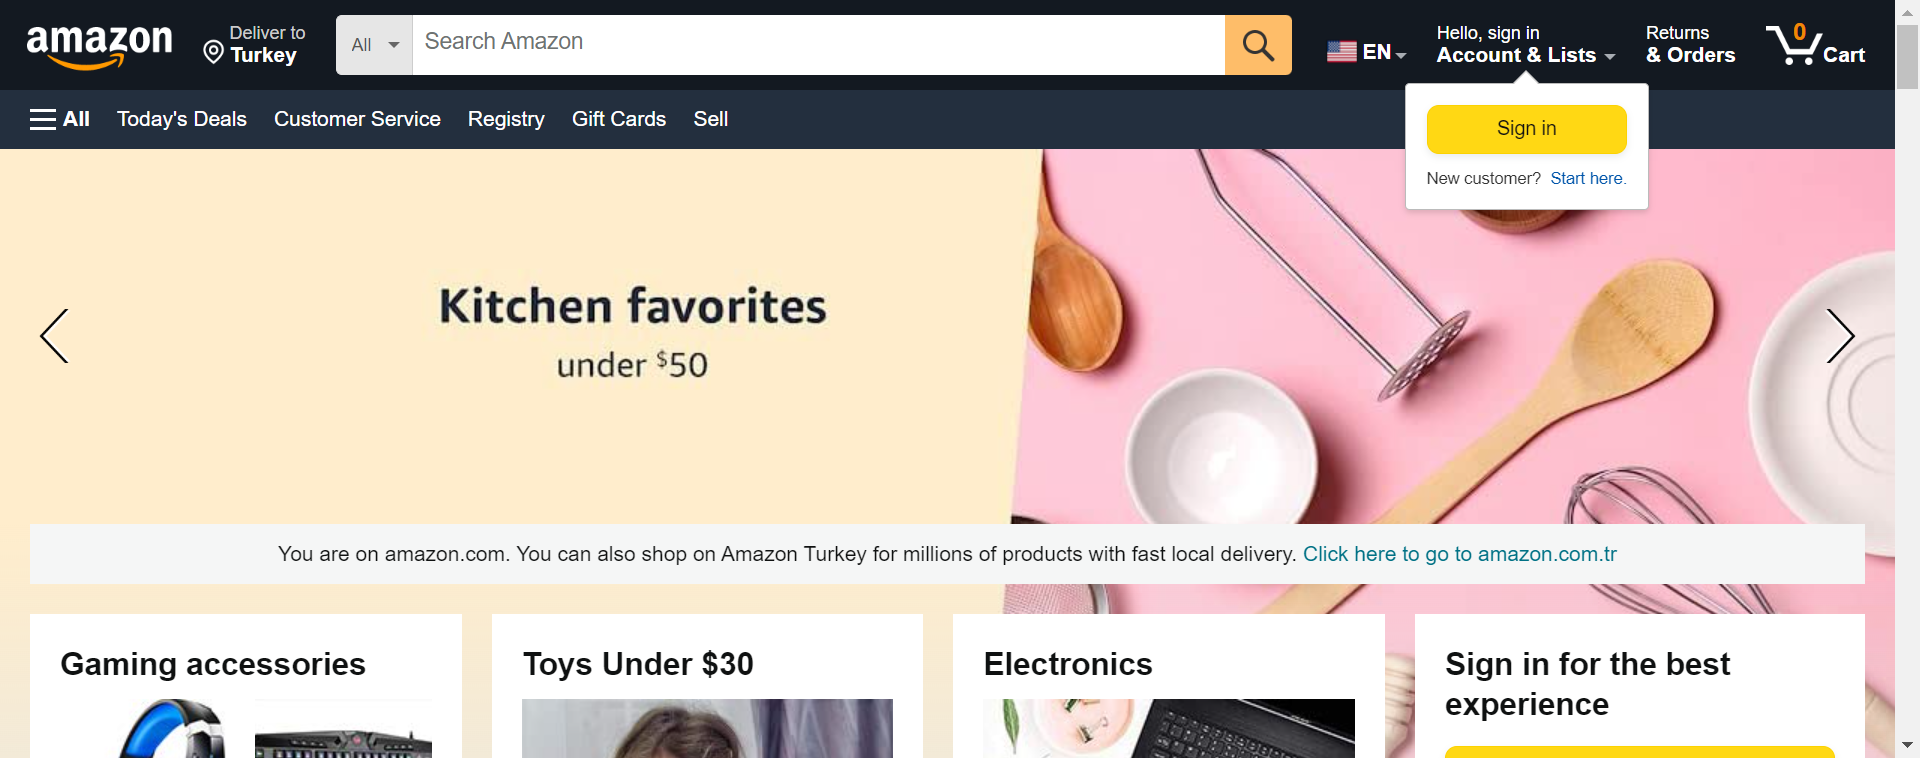 amazon
Deliver to
Turkey
All
Search Amazon
EN
Hello, sign in
Account & Lists
Returns
& Orders
0
Cart
All
Today's Deals
Customer Service
Registry
Gift Cards
Sell
Sign in
New customer? Start here.
Kitchen favorites
under $50
You are on amazon.com. You can also shop on Amazon Turkey for millions of products with fast local delivery. Click here to go to amazon.com.tr
Gaming accessories
Toys Under $30
Electronics
Sign in for the best
experience